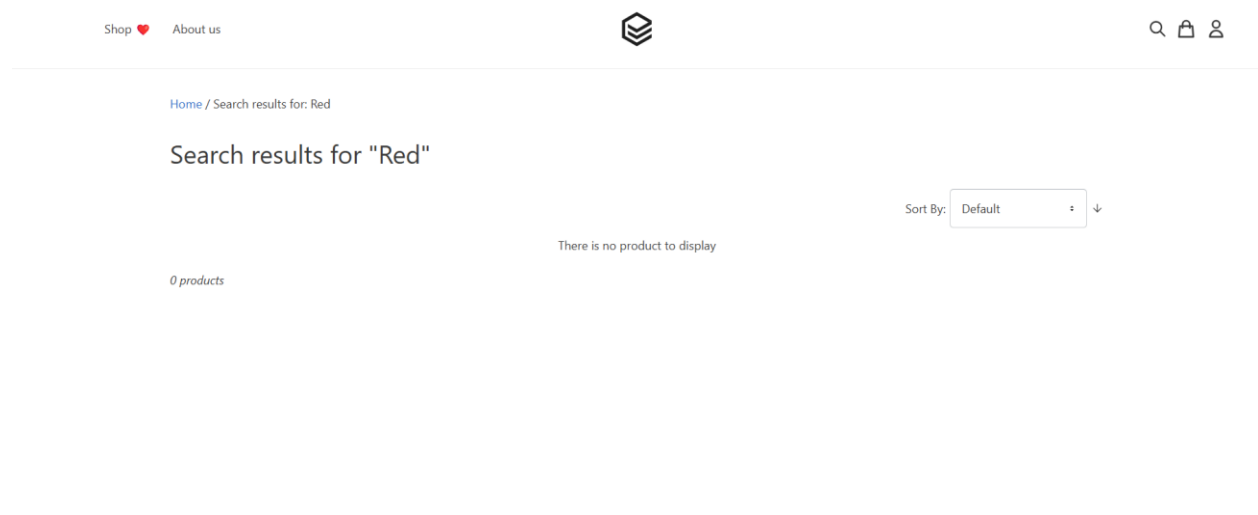 Shop ❤️ About us
Home / Search results for: Red
Search results for "Red"
Sort By: Default
There is no product to display
0 products